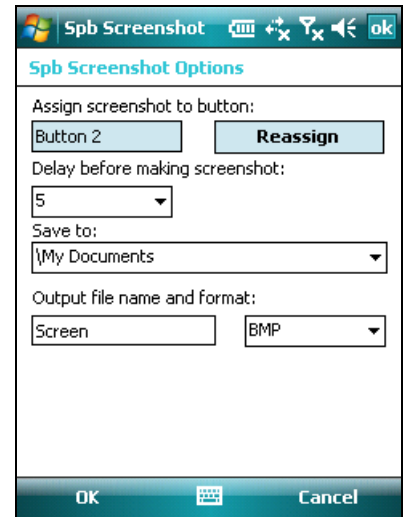 Spb Screenshot ok
Spb Screenshot Options
Assign screenshot to button:
Button 2 Reassign
Delay before making screenshot:
5
Save to:
\My Documents
Output file name and format:
Screen BMP
OK Cancel